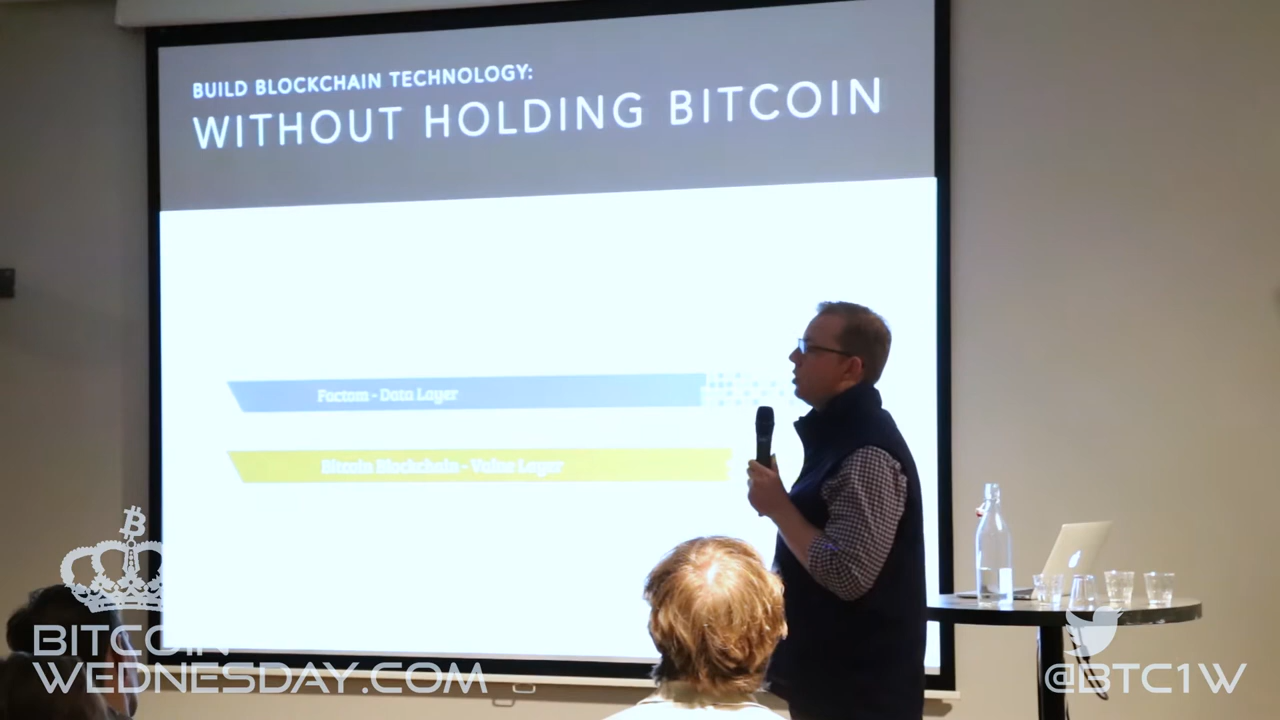 BUILD BLOCKCHAIN TECHNOLOGY:
WITHOUT HOLDING BITCOIN
Factom - Data Layer
Bitcoin Blockchain - Value Layer
BITCOIN
WEDNESDAY.COM
@BTC1W